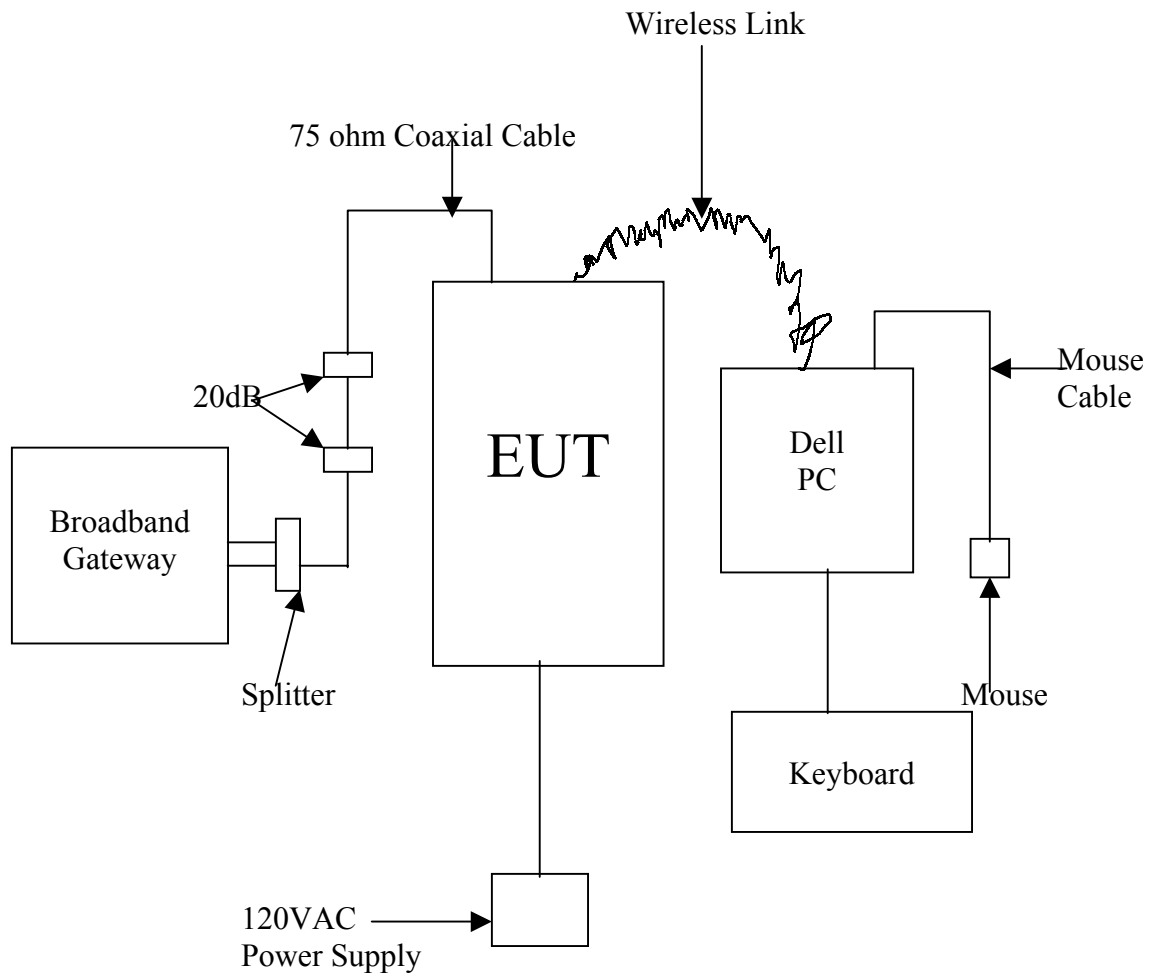 Wireless Link
75 ohm Coaxial Cable
Mouse
Cable
20dB
EUT
Dell
PC
Broadband
Gateway
Splitter
Mouse
Keyboard
120VAC
Power Supply